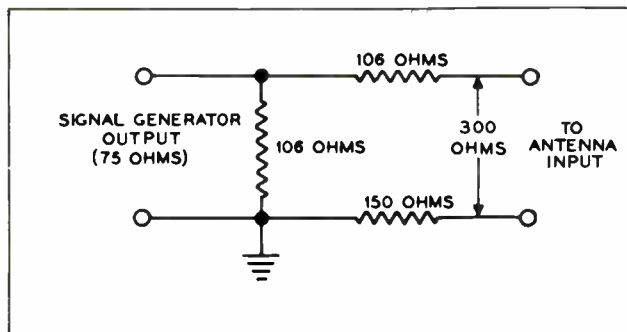 106 OHMS
SIGNAL GENERATOR
OUTPUT
(75 OHMS)
106 OHMS
300
OHMS
TO
ANTENNA
INPUT
150 OHMS